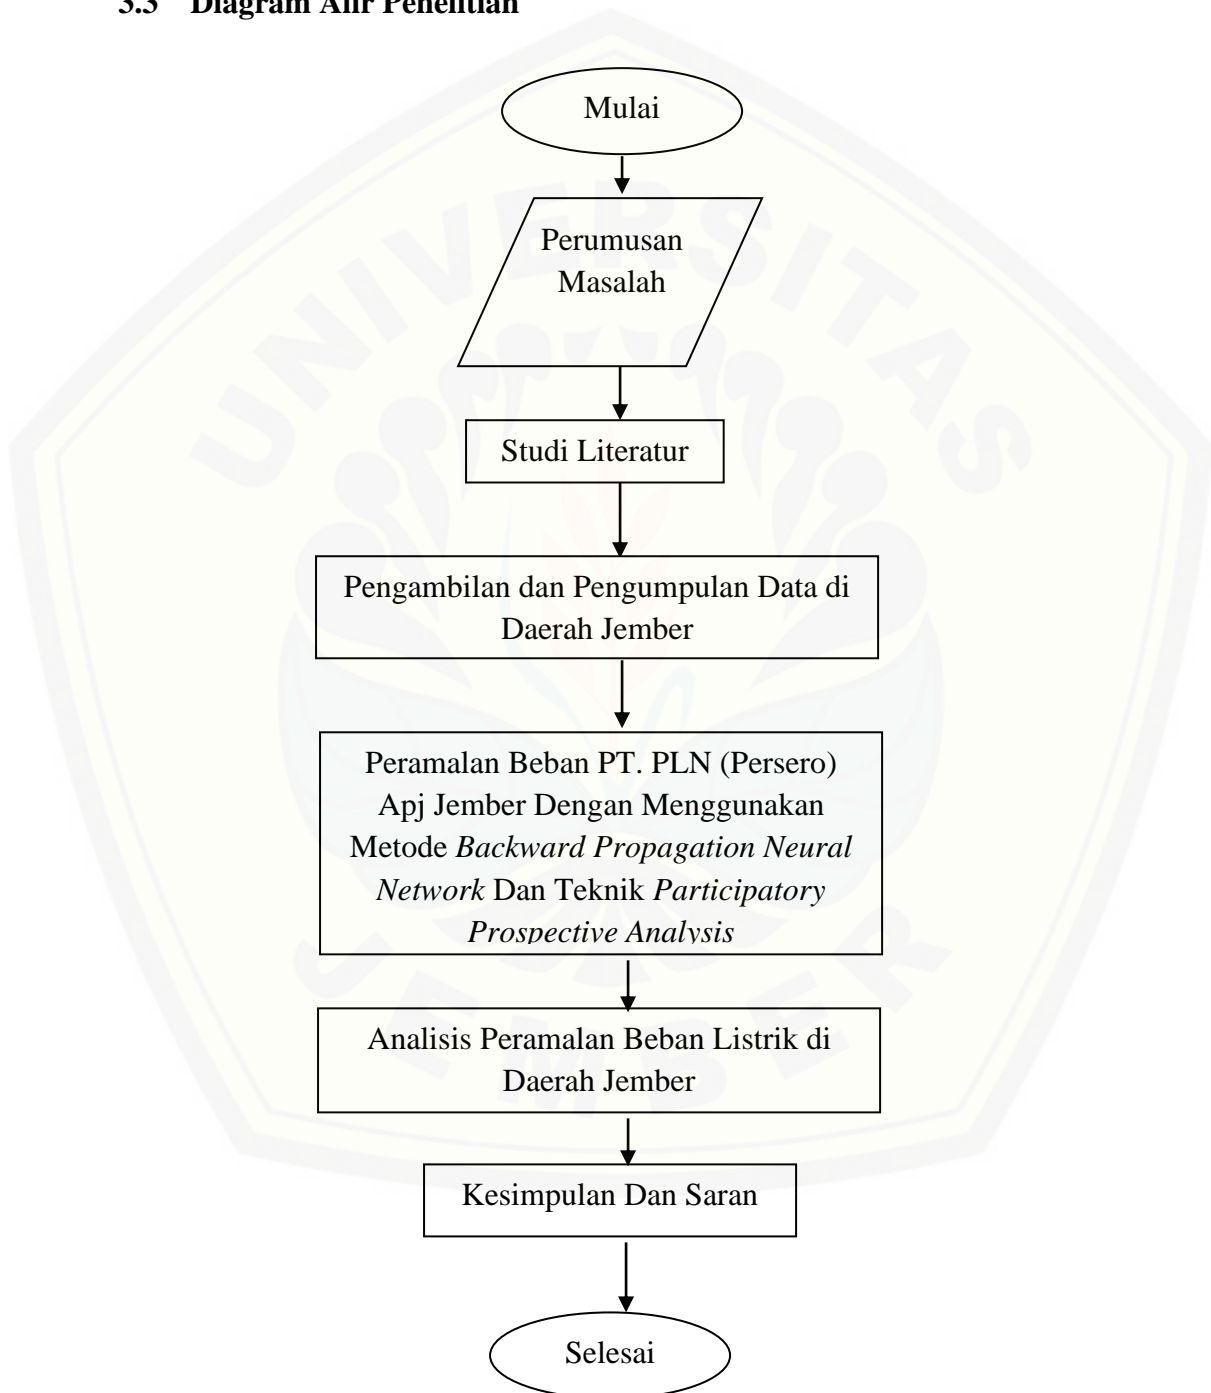 3.3 Diagram Alir Penelitian
Mulai
Perumusan
Masalah
Studi Literatur
Pengambilan dan Pengumpulan Data di
Daerah Jember
Peramalan Beban PT. PLN (Persero)
Apj Jember Dengan Menggunakan
Metode Backward Propagation Neural
Network Dan Teknik Participatory
Prospective Analysis
Analisis Peramalan Beban Listrik di
Daerah Jember
Kesimpulan Dan Saran
Selesai
UNIVERSITAS
JEMBER